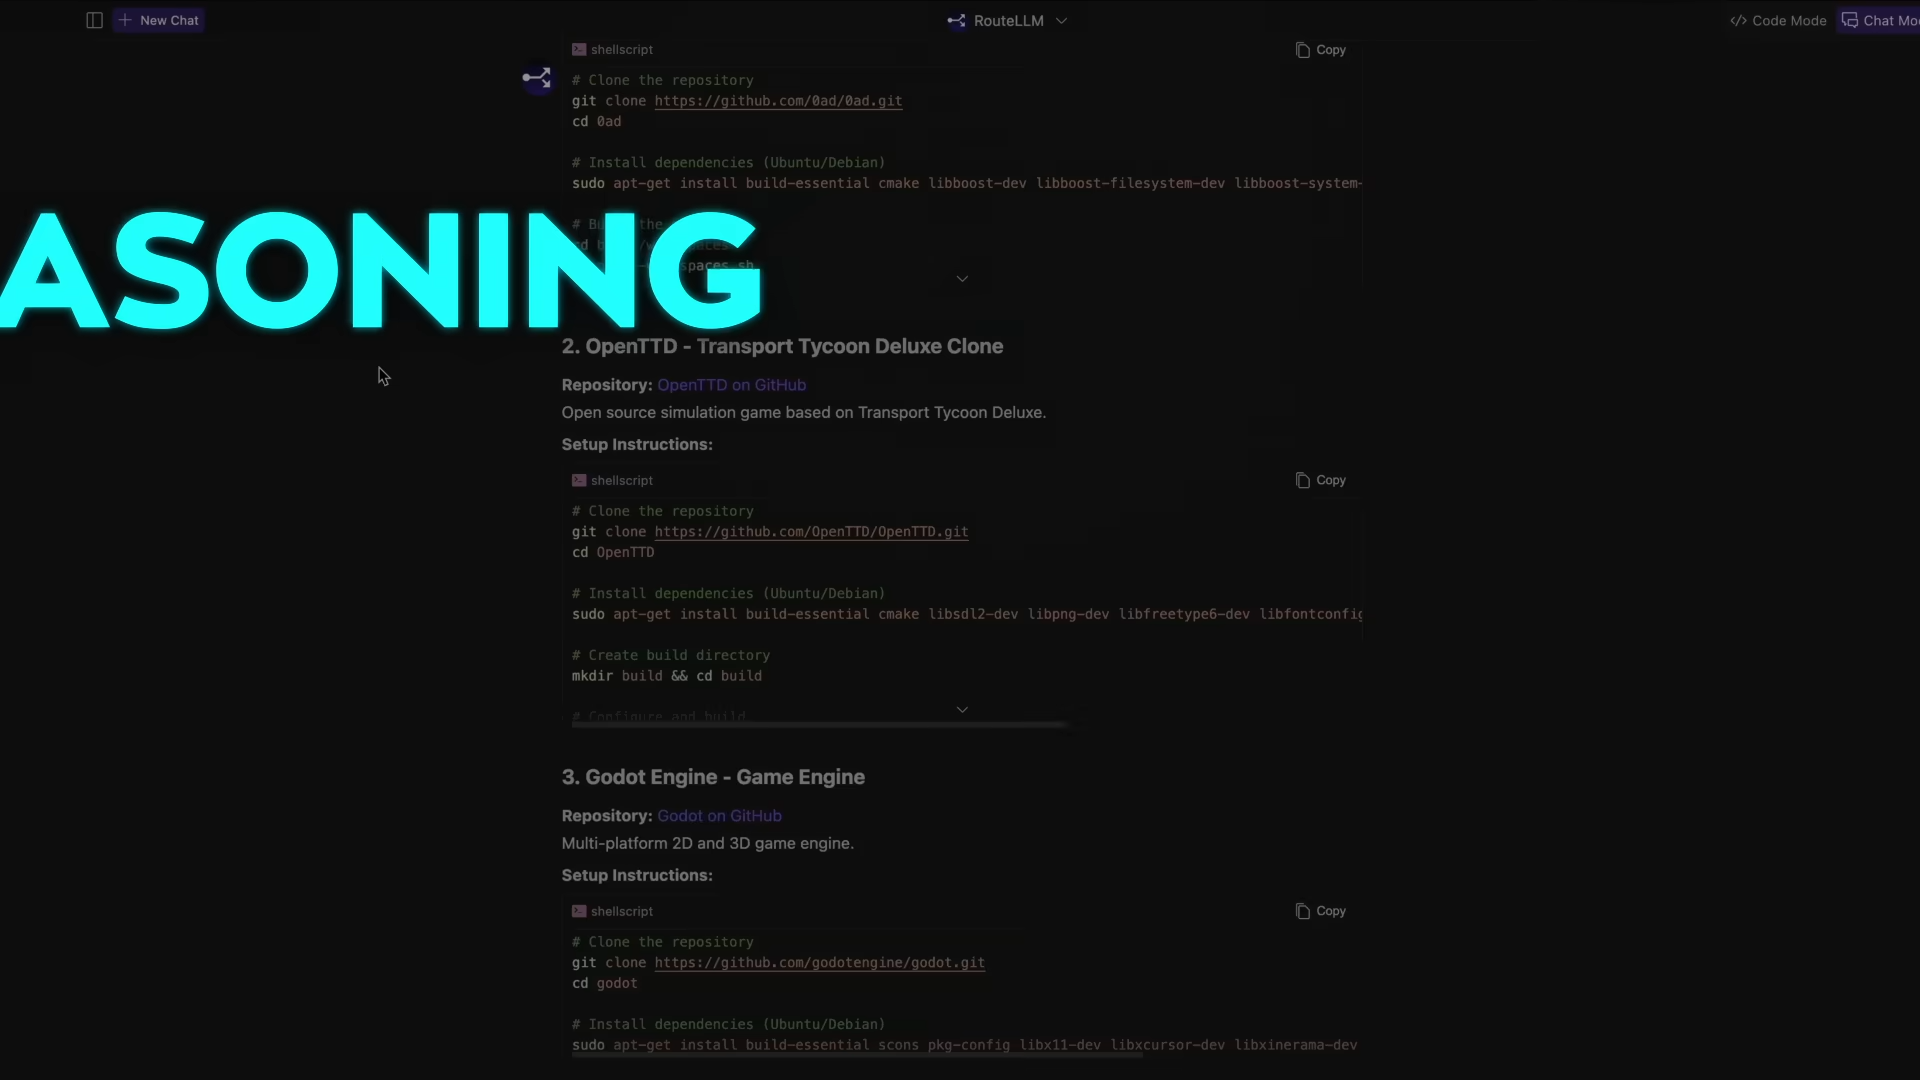 New Chat
RouteLLM
Code Mode
Chat Mo
shellscript
Copy
# Clone the repository
git clone https://github.com/0ad/0ad.git
cd 0ad
# Install dependencies (Ubuntu/Debian)
sudo apt-get install build-essential cmake libboost-dev libboost-filesystem-dev libboost-system-
ASONING
2. OpenTTD - Transport Tycoon Deluxe Clone
Repository: OpenTTD on GitHub
Open source simulation game based on Transport Tycoon Deluxe.
Setup Instructions:
shellscript
Copy
# Clone the repository
git clone https://github.com/OpenTTD/OpenTTD.git
cd OpenTTD
# Install dependencies (Ubuntu/Debian)
sudo apt-get install build-essential cmake libsdl2-dev libpng-dev libfreetype6-dev libfontconfig
# Create build directory
mkdir build && cd build
# Configure and build
3. Godot Engine - Game Engine
Repository: Godot on GitHub
Multi-platform 2D and 3D game engine.
Setup Instructions:
shellscript
Copy
# Clone the repository
git clone https://github.com/godotengine/godot.git
cd godot
# Install dependencies (Ubuntu/Debian)
sudo apt-get install build-essential scons pkg-config libx11-dev libxcursor-dev libxinerama-dev